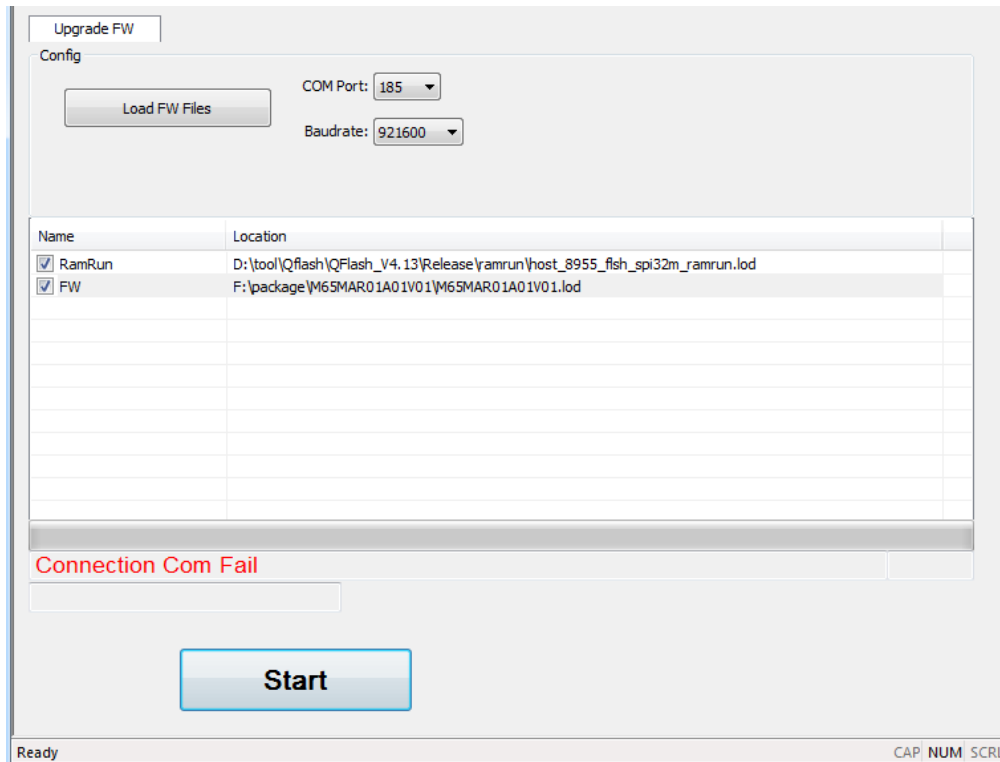 Upgrade FW
Config
Load FW Files
COM Port: 185
Baudrate: 921600
Name Location
RamRun D:\tool\Qflash\QFlash_V4.13\Release\ramrun\host_8955_flsh_spi32m_ramrun.lod
FW F:\package\M65MAR01A01V01\M65MAR01A01V01.lod
Connection Com Fail
Start
Ready CAP NUM SCRL